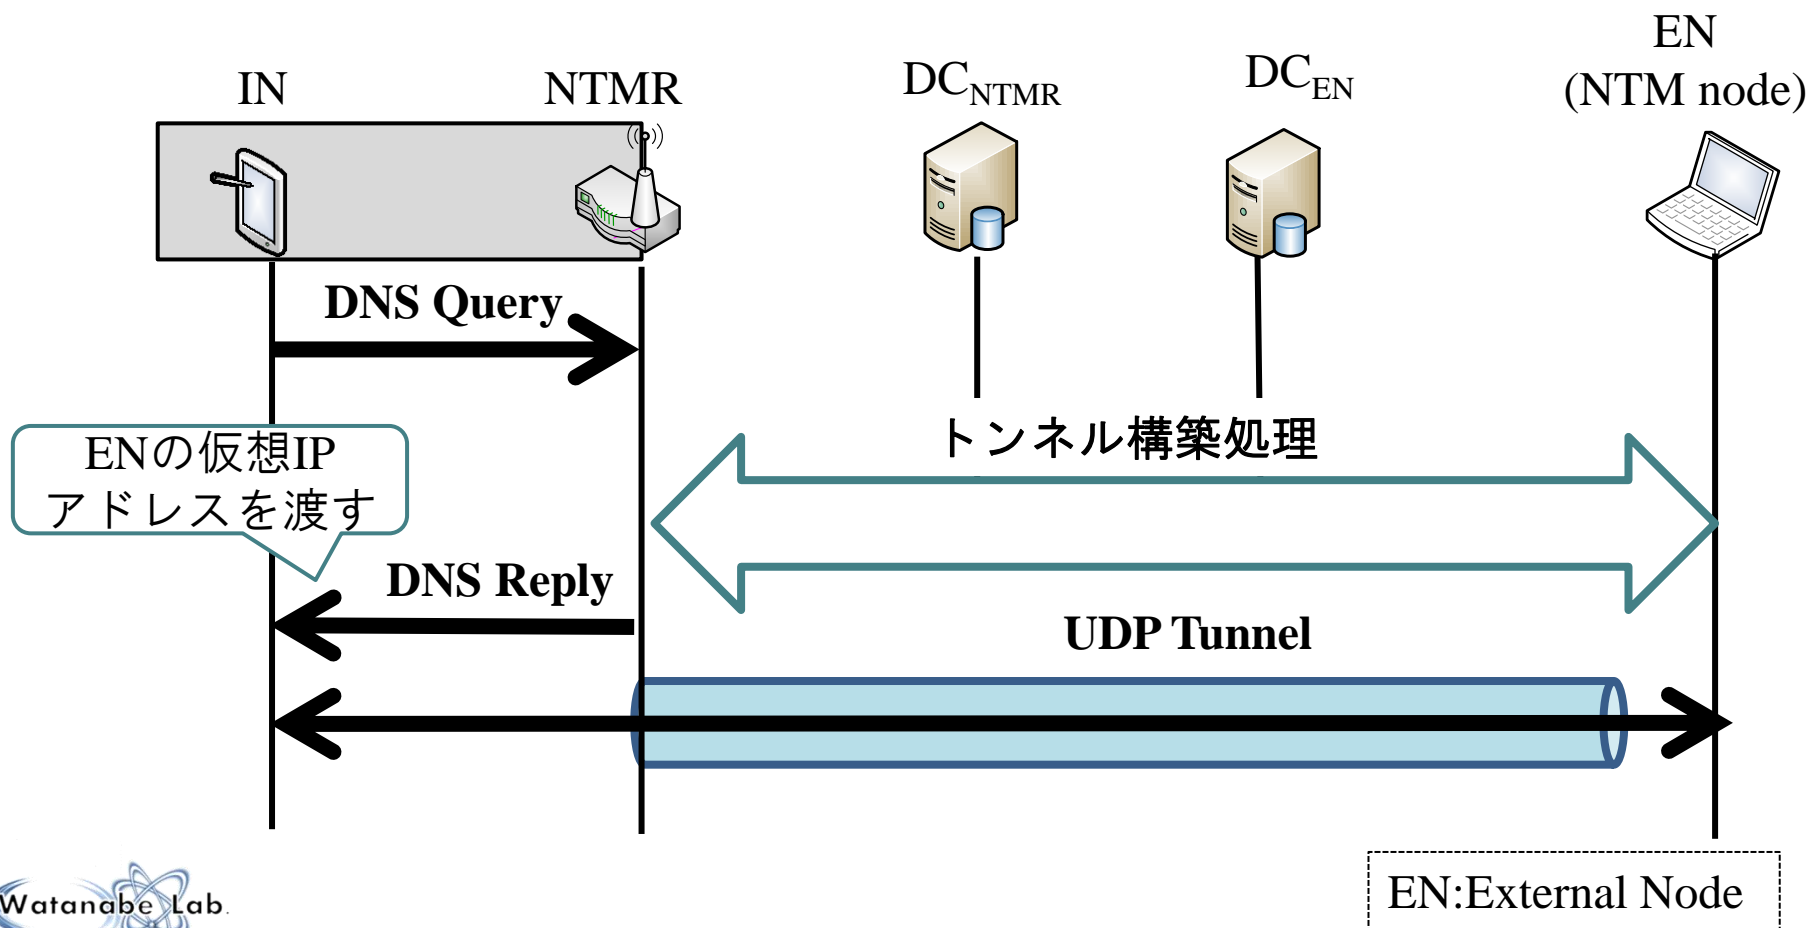 IN
NTMR
DC_NTMR
DC_EN
EN
(NTM node)
DNS Query
トンネル構築処理
ENの仮想IP
アドレスを渡す
DNS Reply
UDP Tunnel
Watanabe Lab.
EN:External Node